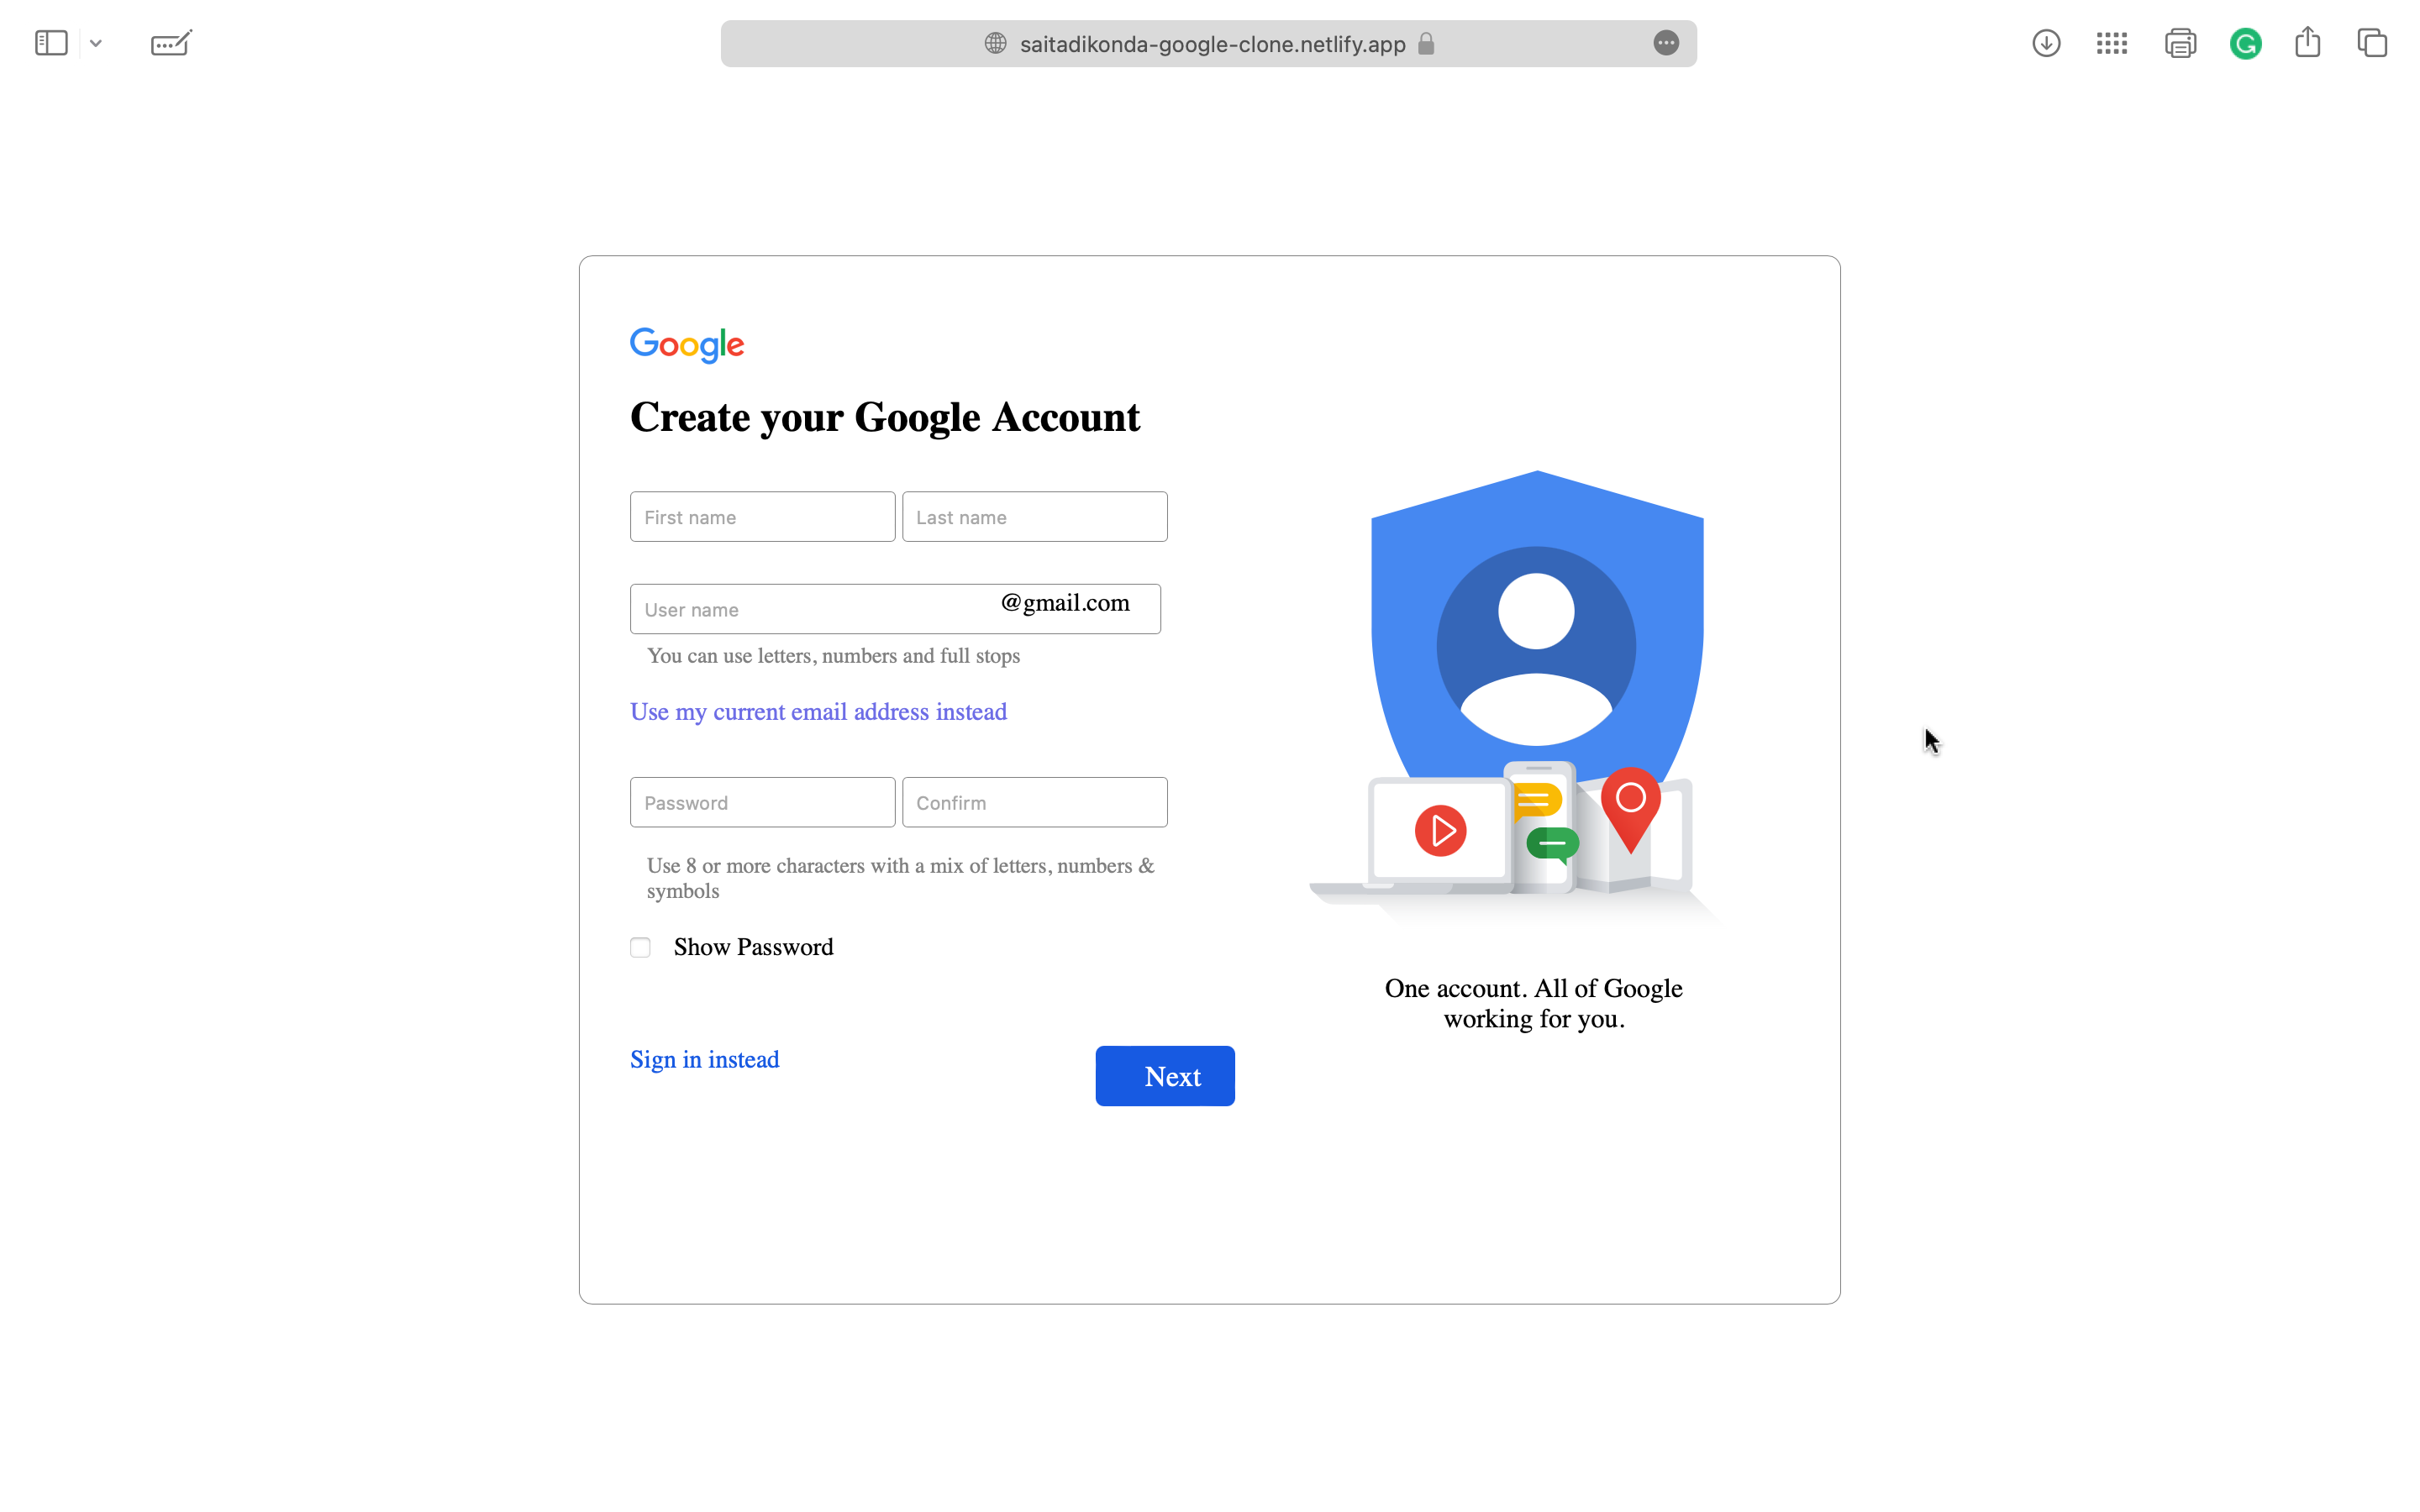 saitadikonda-google-clone.netlify.app
Google
Create your Google Account
First name Last name
User name @gmail.com
You can use letters, numbers and full stops
Use my current email address instead
Password Confirm
Use 8 or more characters with a mix of letters, numbers &
symbols
Show Password
One account. All of Google
working for you.
Sign in instead
Next